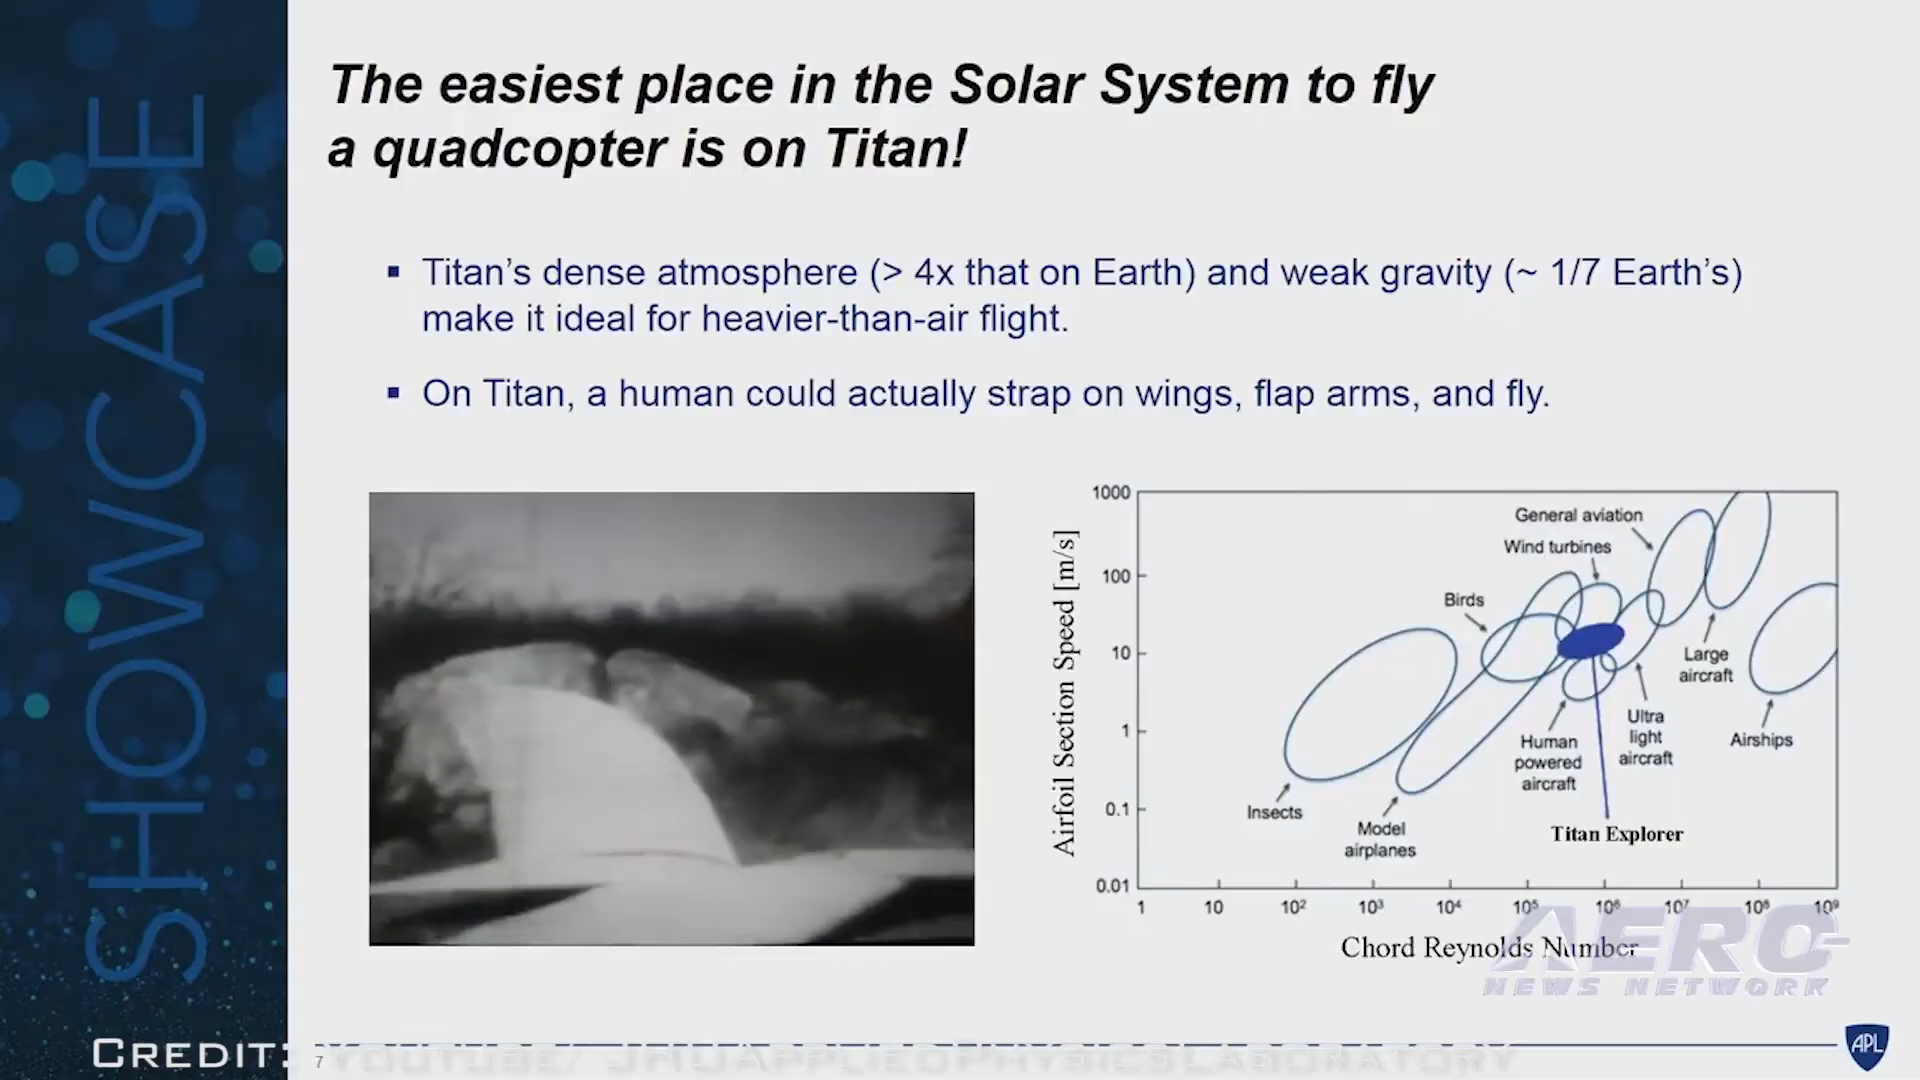 SHOWCASE
The easiest place in the Solar System to fly
a quadcopter is on Titan!
▪ Titan’s dense atmosphere (> 4x that on Earth) and weak gravity (~ 1/7 Earth’s)
make it ideal for heavier-than-air flight.
▪ On Titan, a human could actually strap on wings, flap arms, and fly.
Airfoil Section Speed [m/s]
1000
100
10
1
0.1
0.01
General aviation
Wind turbines
Birds
Large
aircraft
Ultra
light
aircraft
Airships
Human
powered
aircraft
Insects
Model
airplanes
Titan Explorer
1 10 10² 10³ 10⁴ 10⁵ 10⁶ 10⁷ 10⁸ 10⁹
Chord Reynolds Number
AERO
NEWS NETWORK
CREDIT: YOUTUBE/ JHUAPPLIEDPHYSICSLABORATORY
7
APL